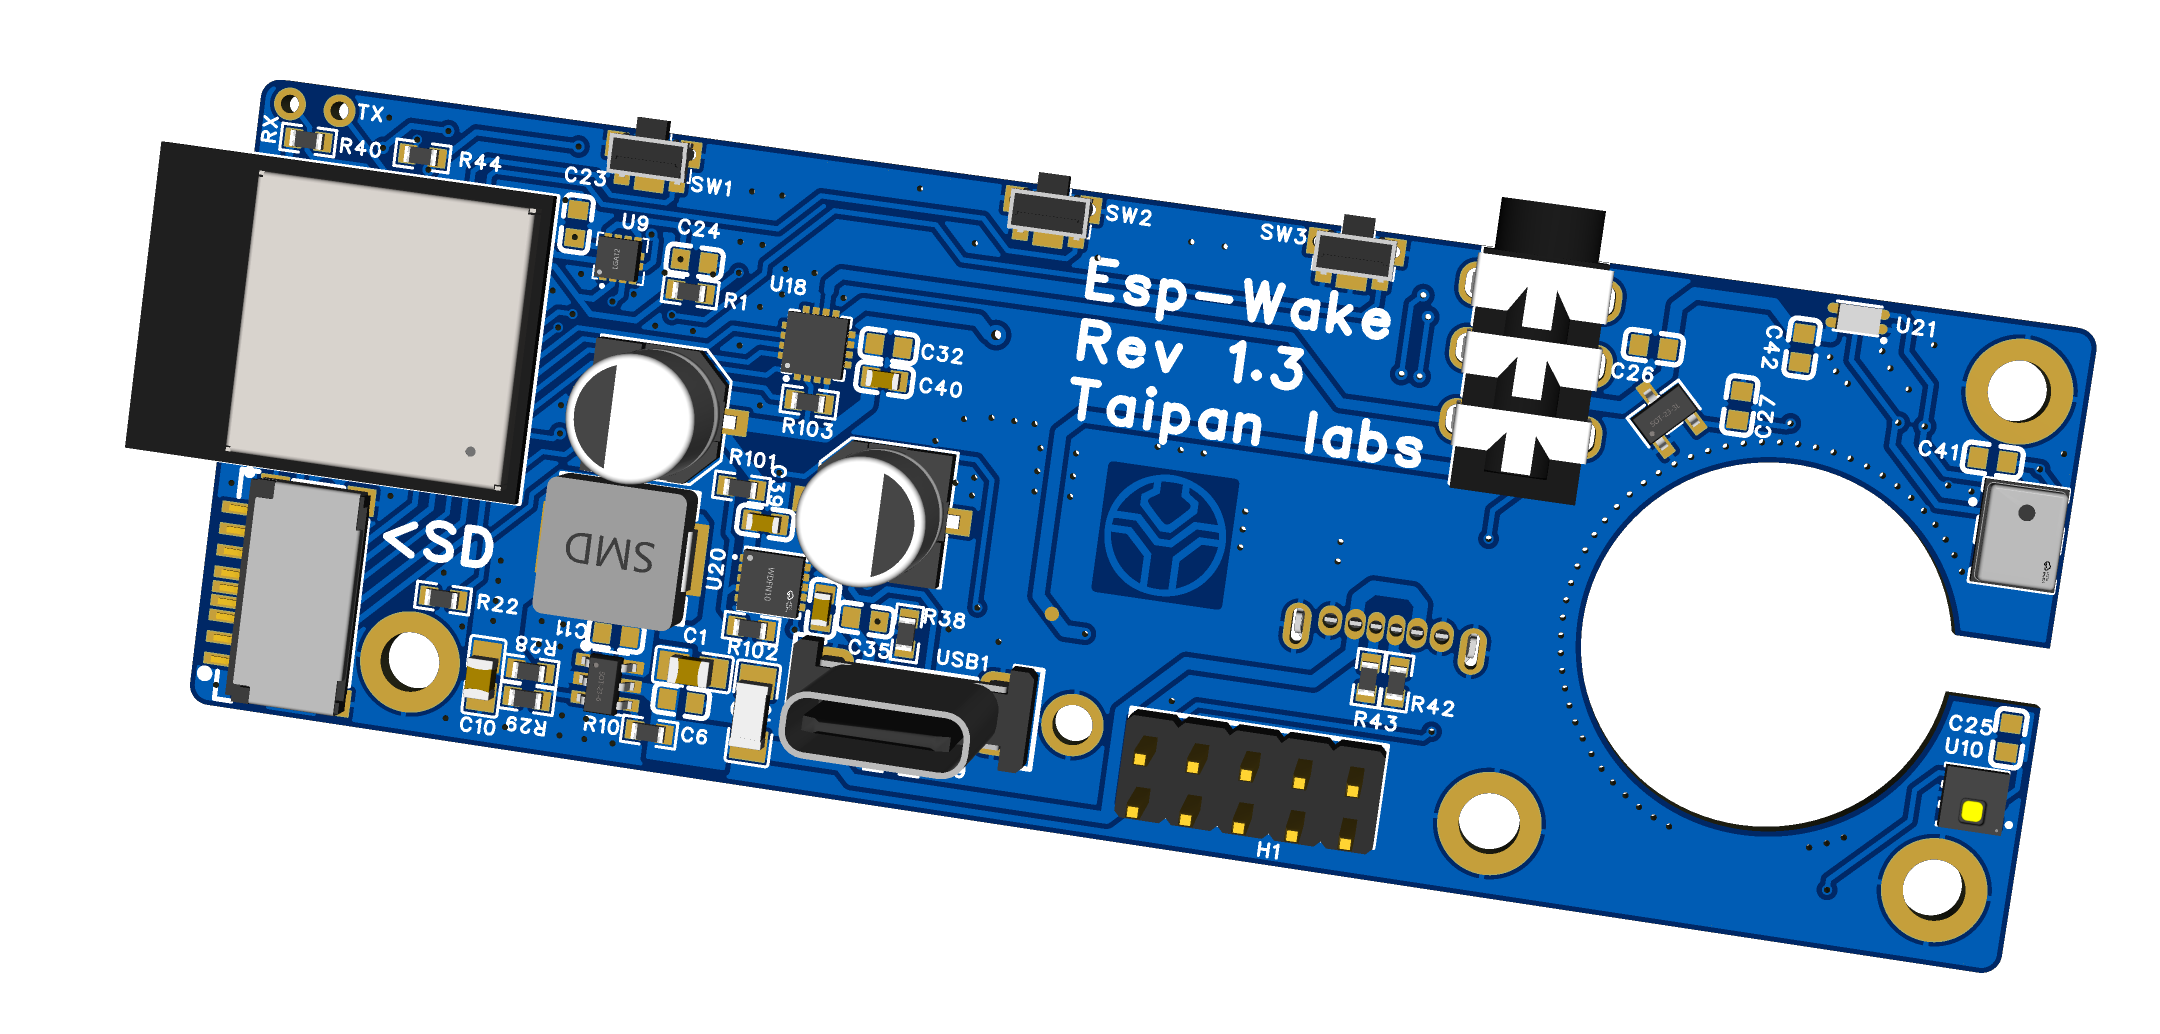 RX
TX
R40
R44
C23
SW1
U9
C24
LGA12
R1
U18
SW2
SW3
Esp-Wake
Rev 1.3
Taipan labs
C32
C40
R103
R101
C39
C26
C42
U21
C27
C41
<SD
SMD
U20
WDFN10
R22
C11
C1
R102
C35
R38
USB1
R28
R29
C10
R10
C6
R43
R42
H1
C25
U10